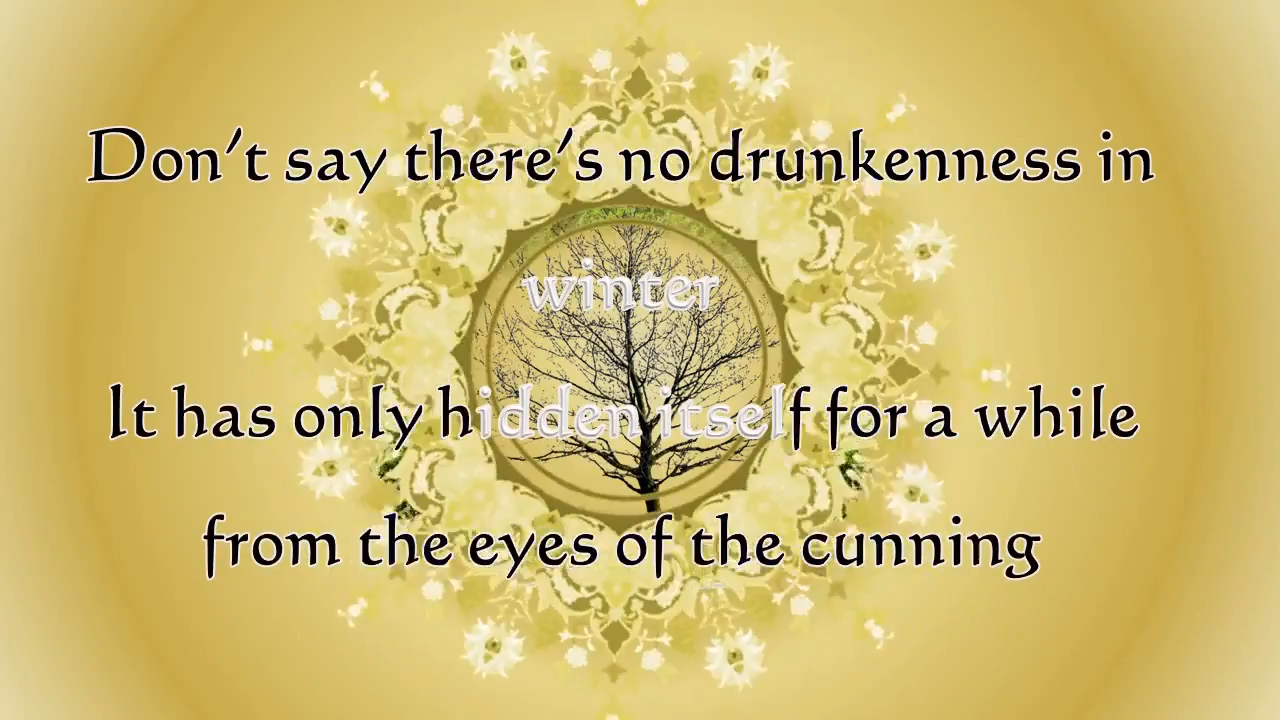 Don't say there's no drunkenness in
winter
It has only hidden itself for a while
from the eyes of the cunning